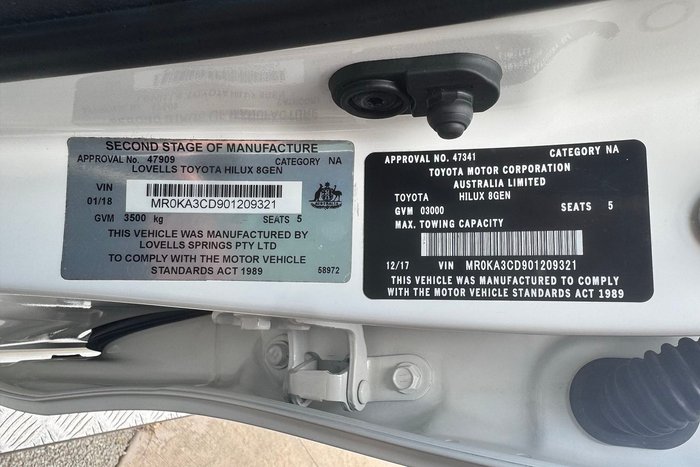 SECOND STAGE OF MANUFACTURE
APPROVAL No. 47909 CATEGORY NA
LOVELLS TOYOTA HILUX 8GEN
VIN
01/18 MR0KA3CD901209321
GVM 3500 kg SEATS 5
THIS VEHICLE WAS MANUFACTURED BY
LOVELLS SPRINGS PTY LTD
TO COMPLY WITH THE MOTOR VEHICLE
STANDARDS ACT 1989 58972
APPROVAL NO. 47341 CATEGORY NA
TOYOTA MOTOR CORPORATION
AUSTRALIA LIMITED
TOYOTA HILUX 8GEN
GVM 03000 SEATS 5
MAX. TOWING CAPACITY
12/17 VIN MR0KA3CD901209321
THIS VEHICLE WAS MANUFACTURED TO COMPLY
WITH THE MOTOR VEHICLE STANDARDS ACT 1989